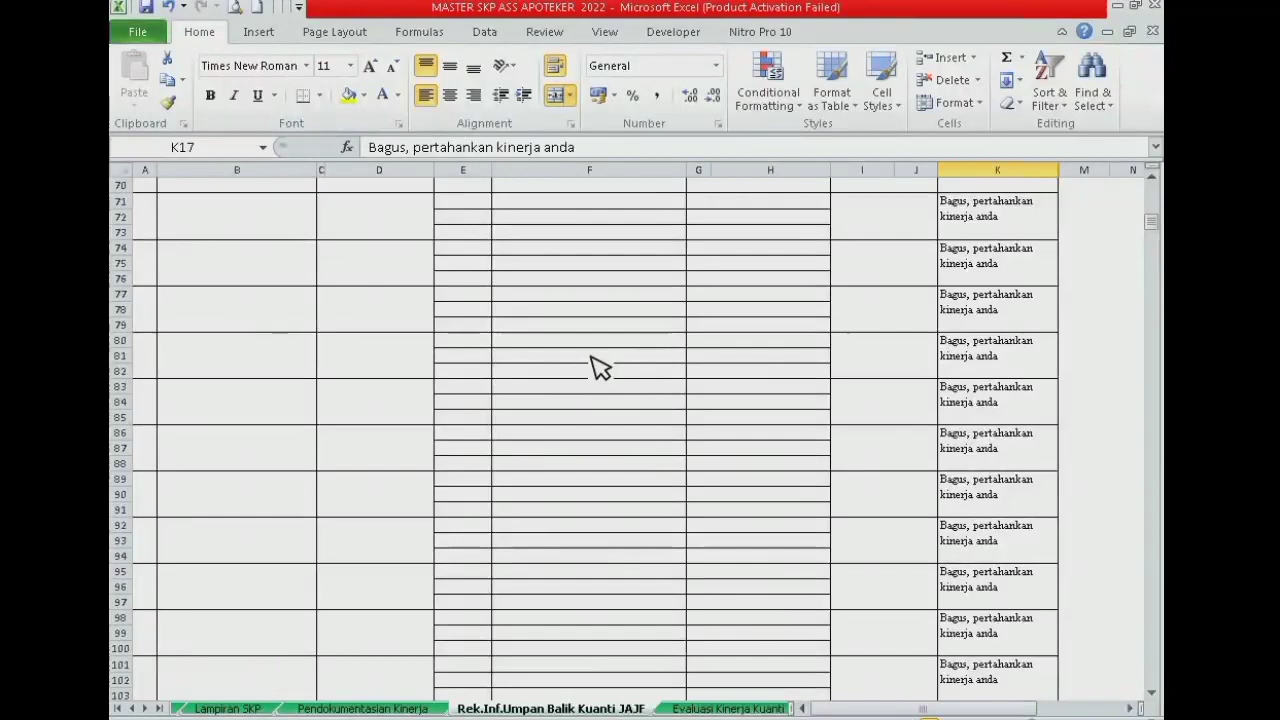 MASTER SKP ASS APOTEKER 2022 - Microsoft Excel (Product Activation Failed)
File Home Insert Page Layout Formulas Data Review View Developer Nitro Pro 10
Times New Roman 11 General Insert
Paste Conditional Formatting Format as Table Cell Styles Delete Sort & Filter Find & Select
Format
Clipboard Font Alignment Number Styles Cells Editing
K17 fx Bagus, pertahankan kinerja anda
A B C D E F G H I J K M N
70
71 Bagus, pertahankan
72 kinerja anda
73
74 Bagus, pertahankan
75 kinerja anda
76
77 Bagus, pertahankan
78 kinerja anda
79
80 Bagus, pertahankan
81 kinerja anda
82
83 Bagus, pertahankan
84 kinerja anda
85
86 Bagus, pertahankan
87 kinerja anda
88
89 Bagus, pertahankan
90 kinerja anda
91
92 Bagus, pertahankan
93 kinerja anda
94
95 Bagus, pertahankan
96 kinerja anda
97
98 Bagus, pertahankan
99 kinerja anda
100
101 Bagus, pertahankan
102 kinerja anda
103
Lampiran SKP Pendokumentasian Kinerja Rek.Inf.Umpan Balik Kuanti JAJF Evaluasi Kinerja Kuanti